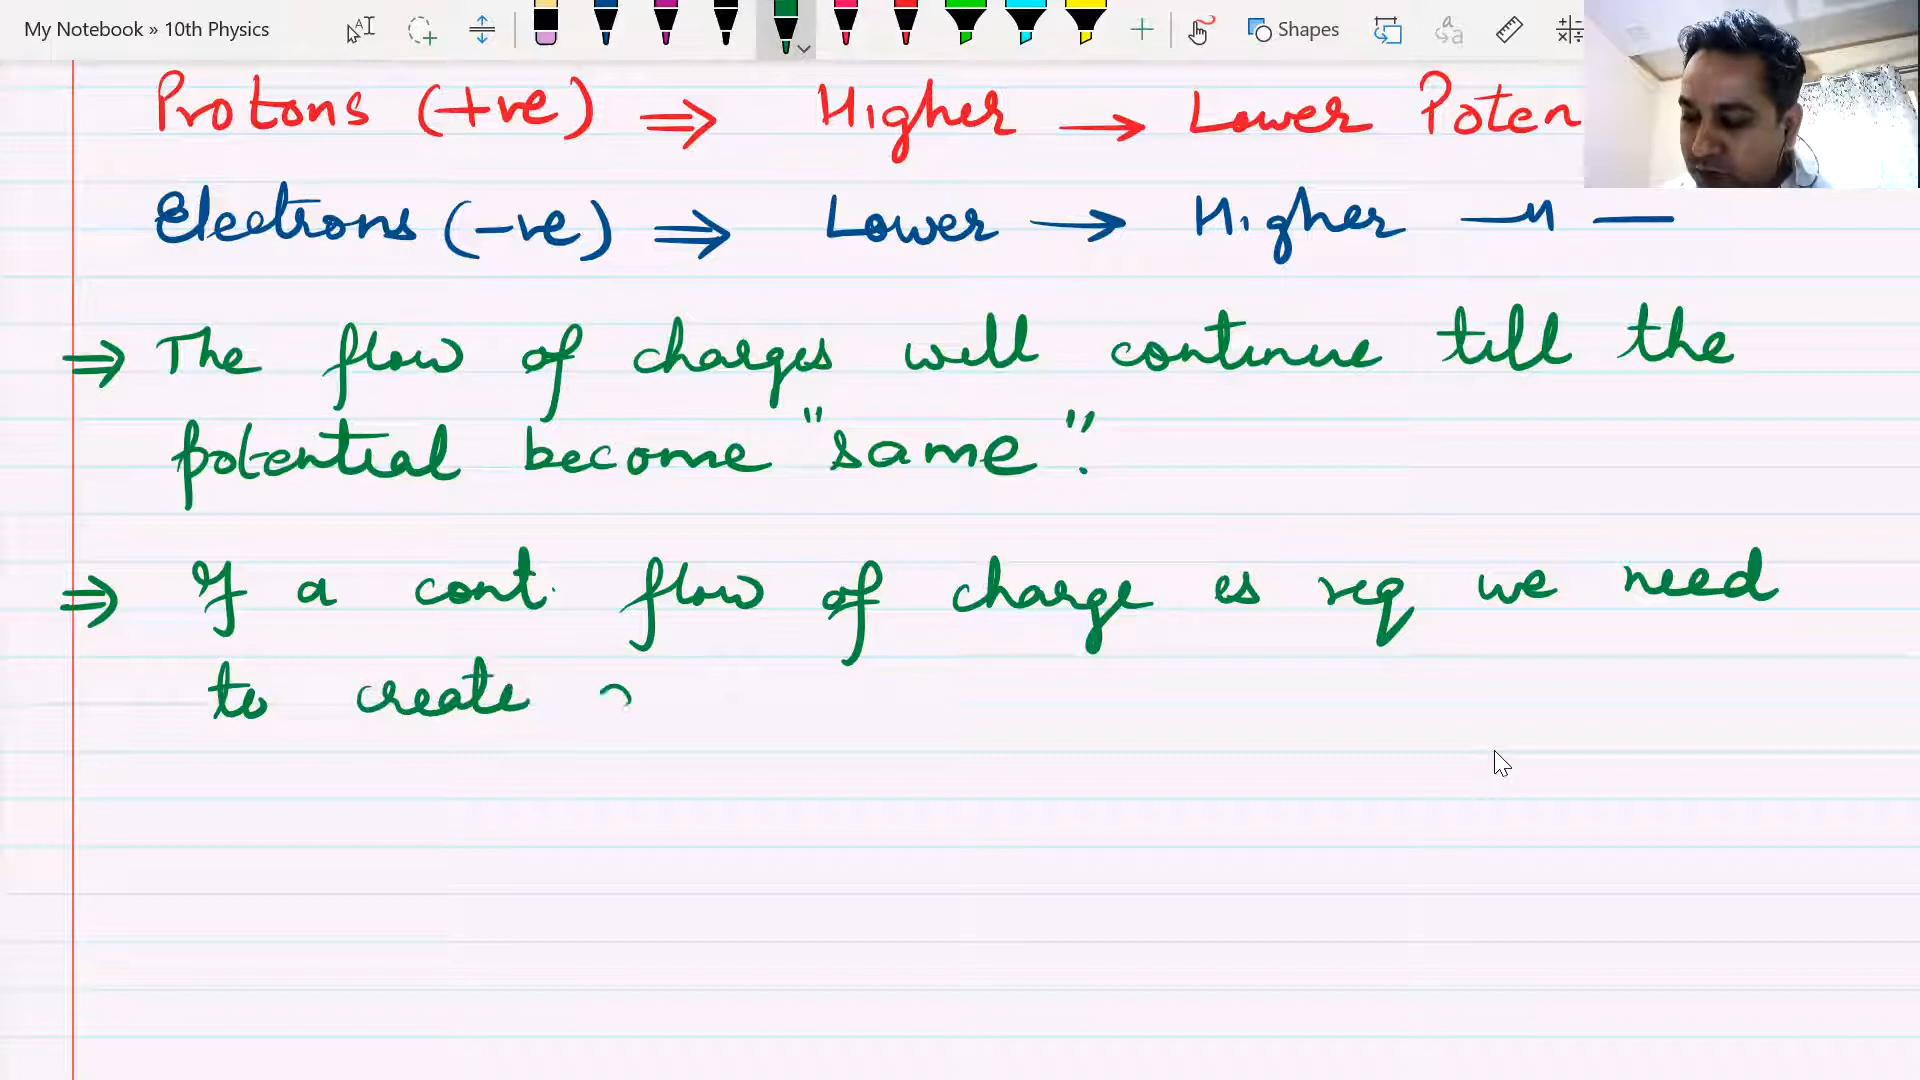 My Notebook » 10th Physics
Shapes
Protons (+ve) ⇒ Higher → Lower Poten
Electrons (-ve) ⇒ Lower → Higher —〃—
⇒ The flow of charges will continue till the
potential become "same".
⇒ If a cont. flow of charge is req we need
to create